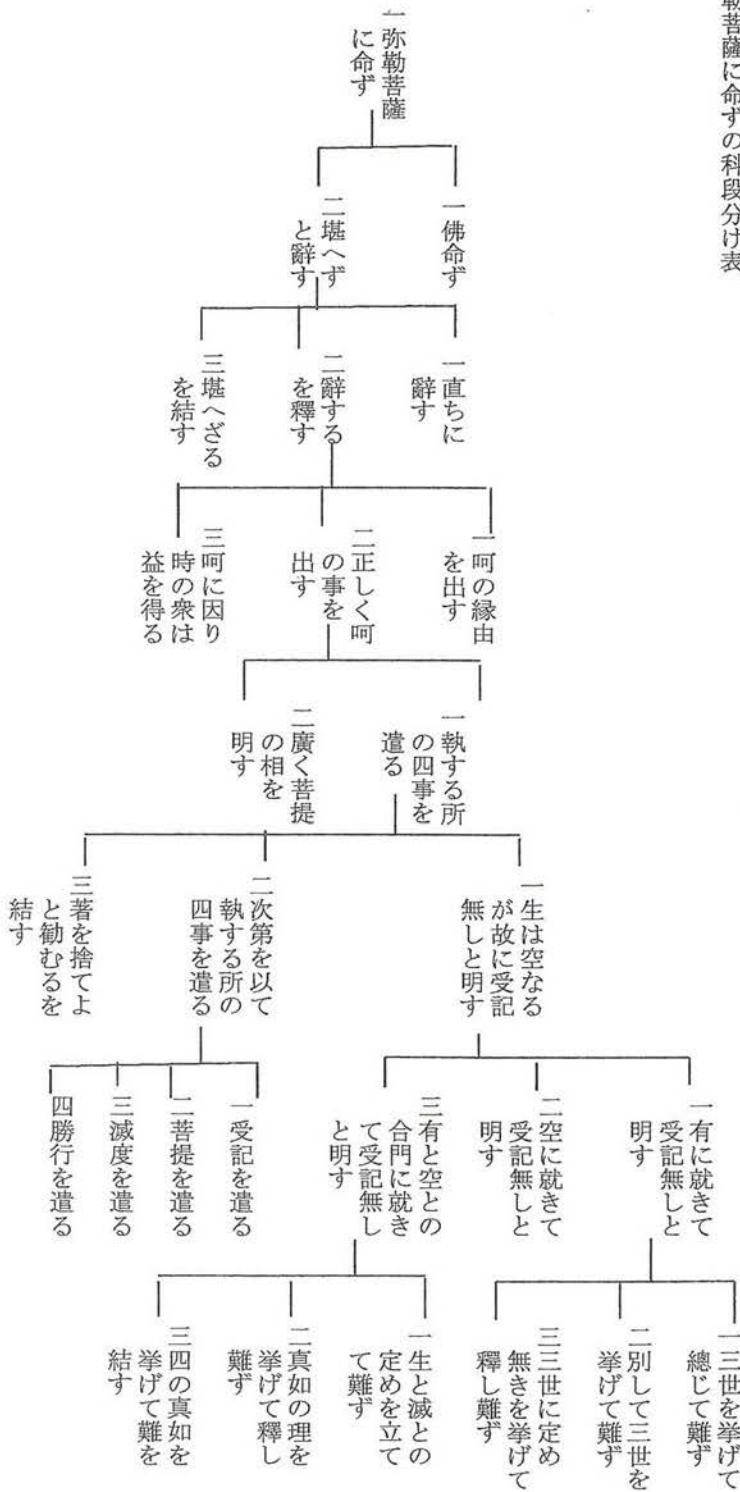 勒菩薩に命ずの科段分け表
一弥勒菩薩
に命ず
一佛命ず
二堪へず
と辭す
一直ちに
辭す
二辭する
を釋す
三堪へざる
を結す
一呵の縁由
を出す
二正しく呵
の事を
出す
三呵に因り
時の衆は
益を得る
一執する所
の四事を
遣る
二廣く菩提
の相を
明す
一生は空なる
が故に受記
無しと明す
二次第を以て
執する所の
四事を遣る
三著を捨てよ
と勧むるを
結す
一有に就きて
受記無しと
明す
二空に就きて
受記無しと
明す
三有と空との
合門に就き
て受記無し
と明す
一受記を遣る
二菩提を遣る
三滅度を遣る
四勝行を遣る
一三世を挙げて
總じて難ず
二別して三世を
挙げて難ず
三三世に定め
無きを挙げて
釋し難ず
一生と滅との
定めを立て
て難ず
二真如の理を
挙げて釋し
難ず
三四の真如を
挙げて難を
結す